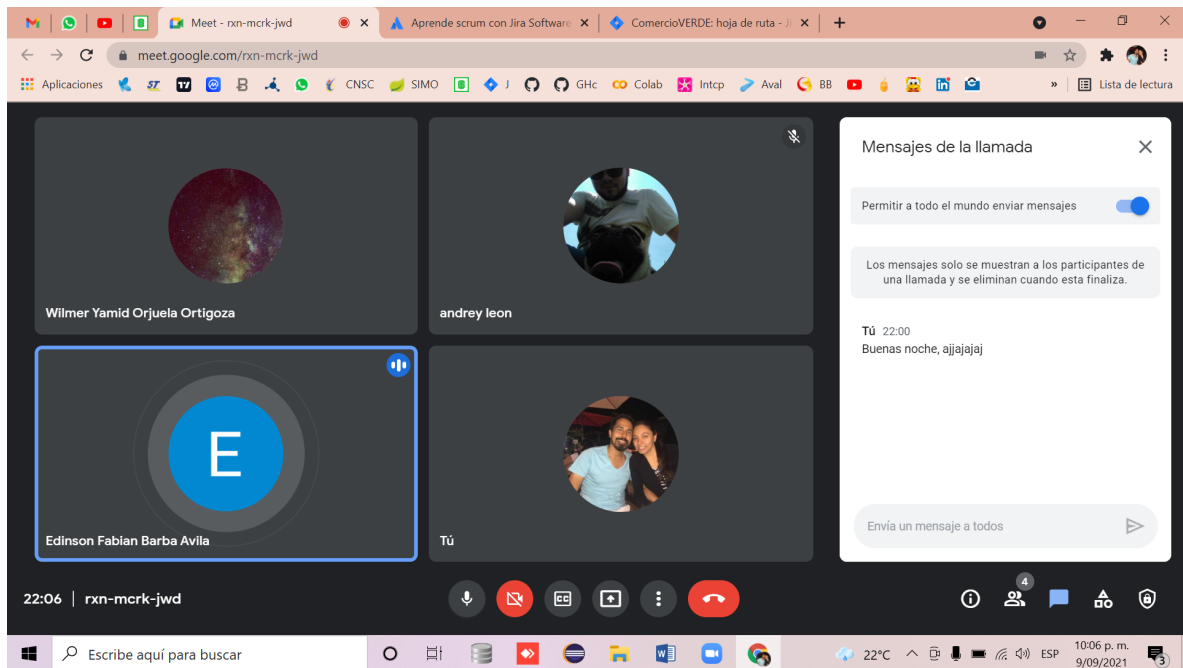 Meet - rxn-mcrk-jwd
Aprende scrum con Jira Software
ComercioVERDE: hoja de ruta - Ji
meet.google.com/rxn-mcrk-jwd
Aplicaciones
ST
17
CNSC
SIMO
J
GHc
CO Colab
Intcp
Aval
BB
in
»
Lista de lectura
Wilmer Yamid Orjuela Ortigoza
andrey leon
E
Edinson Fabian Barba Avila
Tú
Mensajes de la llamada
Permitir a todo el mundo enviar mensajes
Los mensajes solo se muestran a los participantes de
una llamada y se eliminan cuando esta finaliza.
Tú 22:00
Buenas noche, ajjajajaj
Envía un mensaje a todos
22:06 | rxn-mcrk-jwd
CC
4
Escribe aquí para buscar
W
22°C
ESP
10:06 p. m.
9/09/2021
3